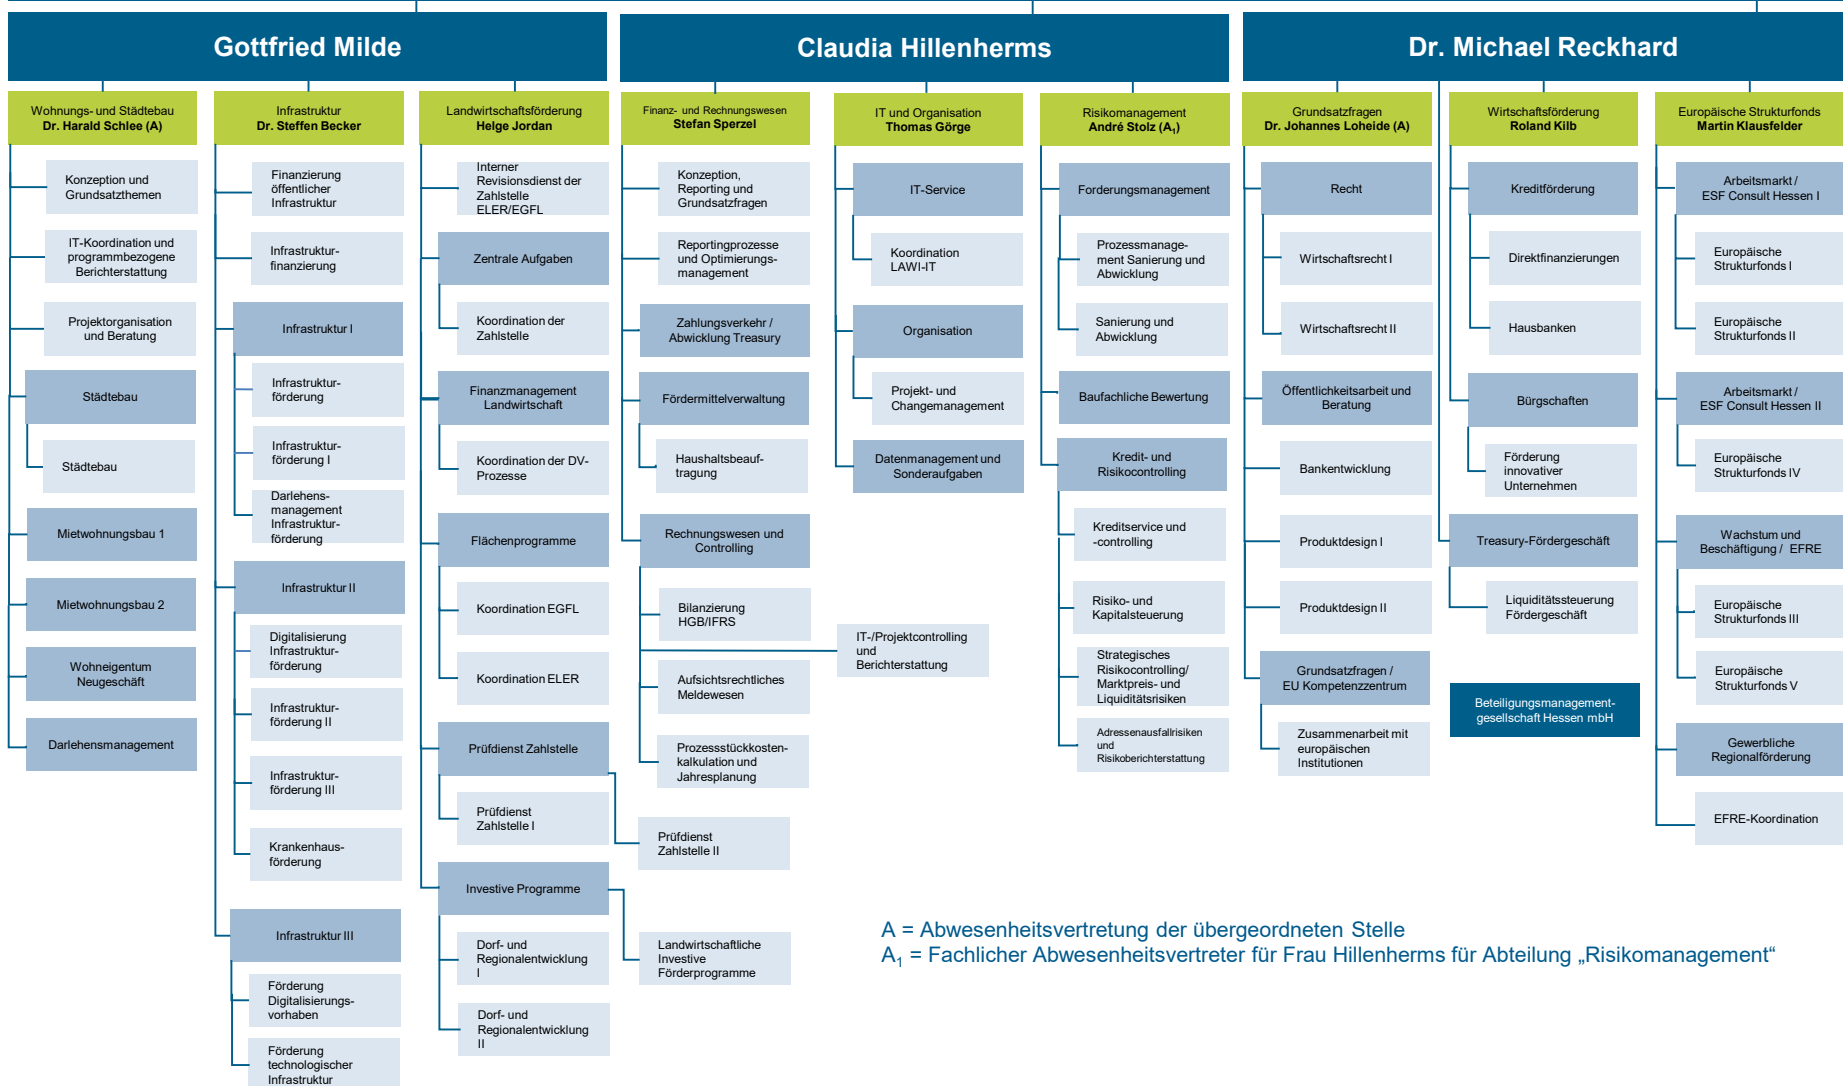 Gottfried Milde
Claudia Hillenherms
Dr. Michael Reckhard
Wohnungs- und Städtebau
Dr. Harald Schlee (A)
Konzeption und
Grundsatzthemen
IT-Koordination und
programmbezogene
Berichterstattung
Projektorganisation
und Beratung
Städtebau
Städtebau
Mietwohnungsbau 1
Mietwohnungsbau 2
Wohneigentum
Neugeschäft
Darlehensmanagement
Infrastruktur
Dr. Steffen Becker
Finanzierung
öffentlicher
Infrastruktur
Infrastruktur-
finanzierung
Infrastruktur I
Infrastruktur-
förderung
Infrastruktur-
förderung I
Darlehens-
management
Infrastruktur-
förderung
Infrastruktur II
Digitalisierung
Infrastruktur-
förderung
Infrastruktur-
förderung II
Infrastruktur-
förderung III
Krankenhaus-
förderung
Infrastruktur III
Förderung
Digitalisierungs-
vorhaben
Förderung
technologischer
Infrastruktur
Landwirtschaftsförderung
Helge Jordan
Interner
Revisionsdienst der
Zahlstelle
ELER/EGFL
Zentrale Aufgaben
Koordination der
Zahlstelle
Finanzmanagement
Landwirtschaft
Koordination der DV-
Prozesse
Flächenprogramme
Koordination EGFL
Koordination ELER
Prüfdienst Zahlstelle
Prüfdienst
Zahlstelle I
Prüfdienst
Zahlstelle II
Investive Programme
Dorf- und
Regionalentwicklung
I
Landwirtschaftliche
Investive
Förderprogramme
Dorf- und
Regionalentwicklung
II
Finanz- und Rechnungswesen
Stefan Sperzel
Konzeption,
Reporting und
Grundsatzfragen
Reportingprozesse
und Optimierungs-
management
Zahlungsverkehr /
Abwicklung Treasury
Fördermittelverwaltung
Haushaltsbeauf-
tragung
Rechnungswesen und
Controlling
Bilanzierung
HGB/IFRS
IT-/Projektcontrolling
und
Berichterstattung
Aufsichtsrechtliches
Meldewesen
Prozessstückkosten-
kalkulation und
Jahresplanung
IT und Organisation
Thomas Görge
IT-Service
Koordination
LAWI-IT
Organisation
Projekt- und
Changemanagement
Datenmanagement und
Sonderaufgaben
Risikomanagement
André Stolz (A₁)
Forderungsmanagement
Prozessmanage-
ment Sanierung und
Abwicklung
Sanierung und
Abwicklung
Baufachliche Bewertung
Kredit- und
Risikocontrolling
Kreditservice und
-controlling
Risiko- und
Kapitalsteuerung
Strategisches
Risikocontrolling/
Marktpreis- und
Liquiditätsrisiken
Adressenausfallrisiken
und
Risikoberichterstattung
Grundsatzfragen
Dr. Johannes Loheide (A)
Recht
Wirtschaftsrecht I
Wirtschaftsrecht II
Öffentlichkeitsarbeit und
Beratung
Bankentwicklung
Produktdesign I
Produktdesign II
Grundsatzfragen /
EU Kompetenzzentrum
Zusammenarbeit mit
europäischen
Institutionen
Wirtschaftsförderung
Roland Kilb
Kreditförderung
Direktfinanzierungen
Hausbanken
Bürgschaften
Förderung
innovativer
Unternehmen
Treasury-Fördergeschäft
Liquiditätssteuerung
Fördergeschäft
Beteiligungsmanagement-
gesellschaft Hessen mbH
Europäische Strukturfonds
Martin Klausfelder
Arbeitsmarkt /
ESF Consult Hessen I
Europäische
Strukturfonds I
Europäische
Strukturfonds II
Arbeitsmarkt /
ESF Consult Hessen II
Europäische
Strukturfonds IV
Wachstum und
Beschäftigung / EFRE
Europäische
Strukturfonds III
Europäische
Strukturfonds V
Gewerbliche
Regionalförderung
EFRE-Koordination
A = Abwesenheitsvertretung der übergeordneten Stelle
A₁ = Fachlicher Abwesenheitsvertreter für Frau Hillenherms für Abteilung „Risikomanagement“